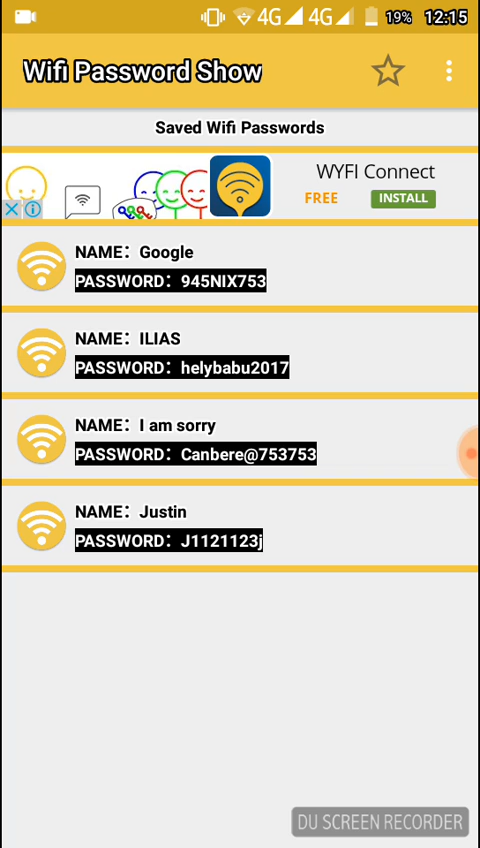 4G 4G 19% 12:15
Wifi Password Show
Saved Wifi Passwords
WYFI Connect
FREE INSTALL
NAME: Google
PASSWORD: 945NIX753
NAME: ILIAS
PASSWORD: helybabu2017
NAME: I am sorry
PASSWORD: Canbere@753753
NAME: Justin
PASSWORD: J1121123j
DU SCREEN RECORDER